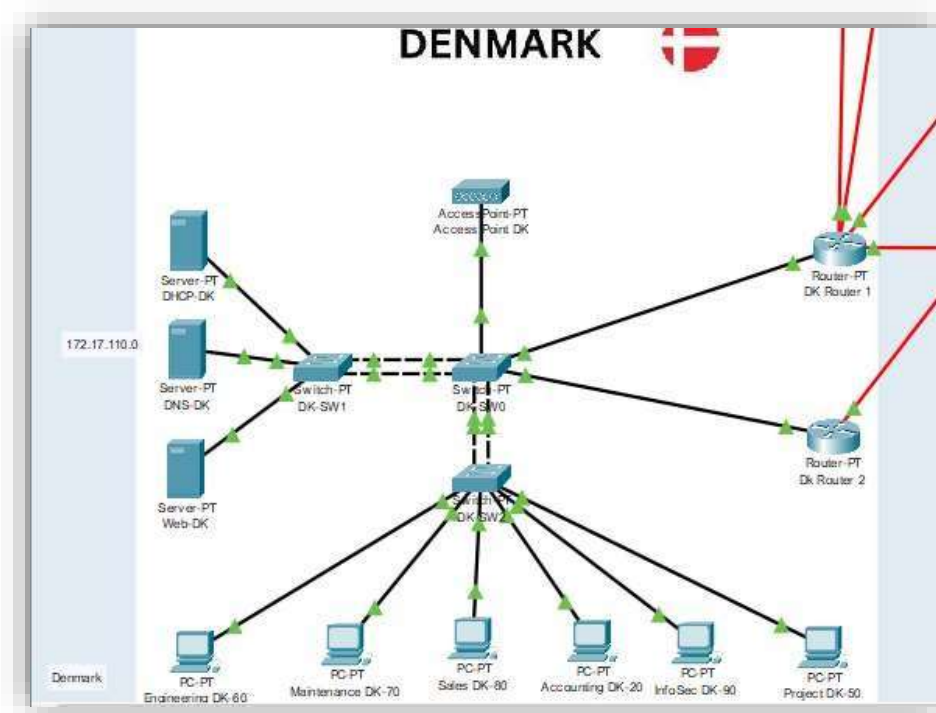 DENMARK
AccessPoint-PT
Access Point DK
Server-PT
DHCP-DK
Router-PT
DK Router 1
172.17.110.0
Server-PT
DNS-DK
Switch-PT
DK-SW1
Switch-PT
DK-SW0
Router-PT
Dk Router 2
Server-PT
Web-DK
Switch-PT
DK-SW2
Denmark
PC-PT
Engineering DK-60
PC-PT
Maintenance DK-70
PC-PT
Sales DK-80
PC-PT
Accounting DK-20
PC-PT
InfoSec DK-90
PC-PT
Project DK-50